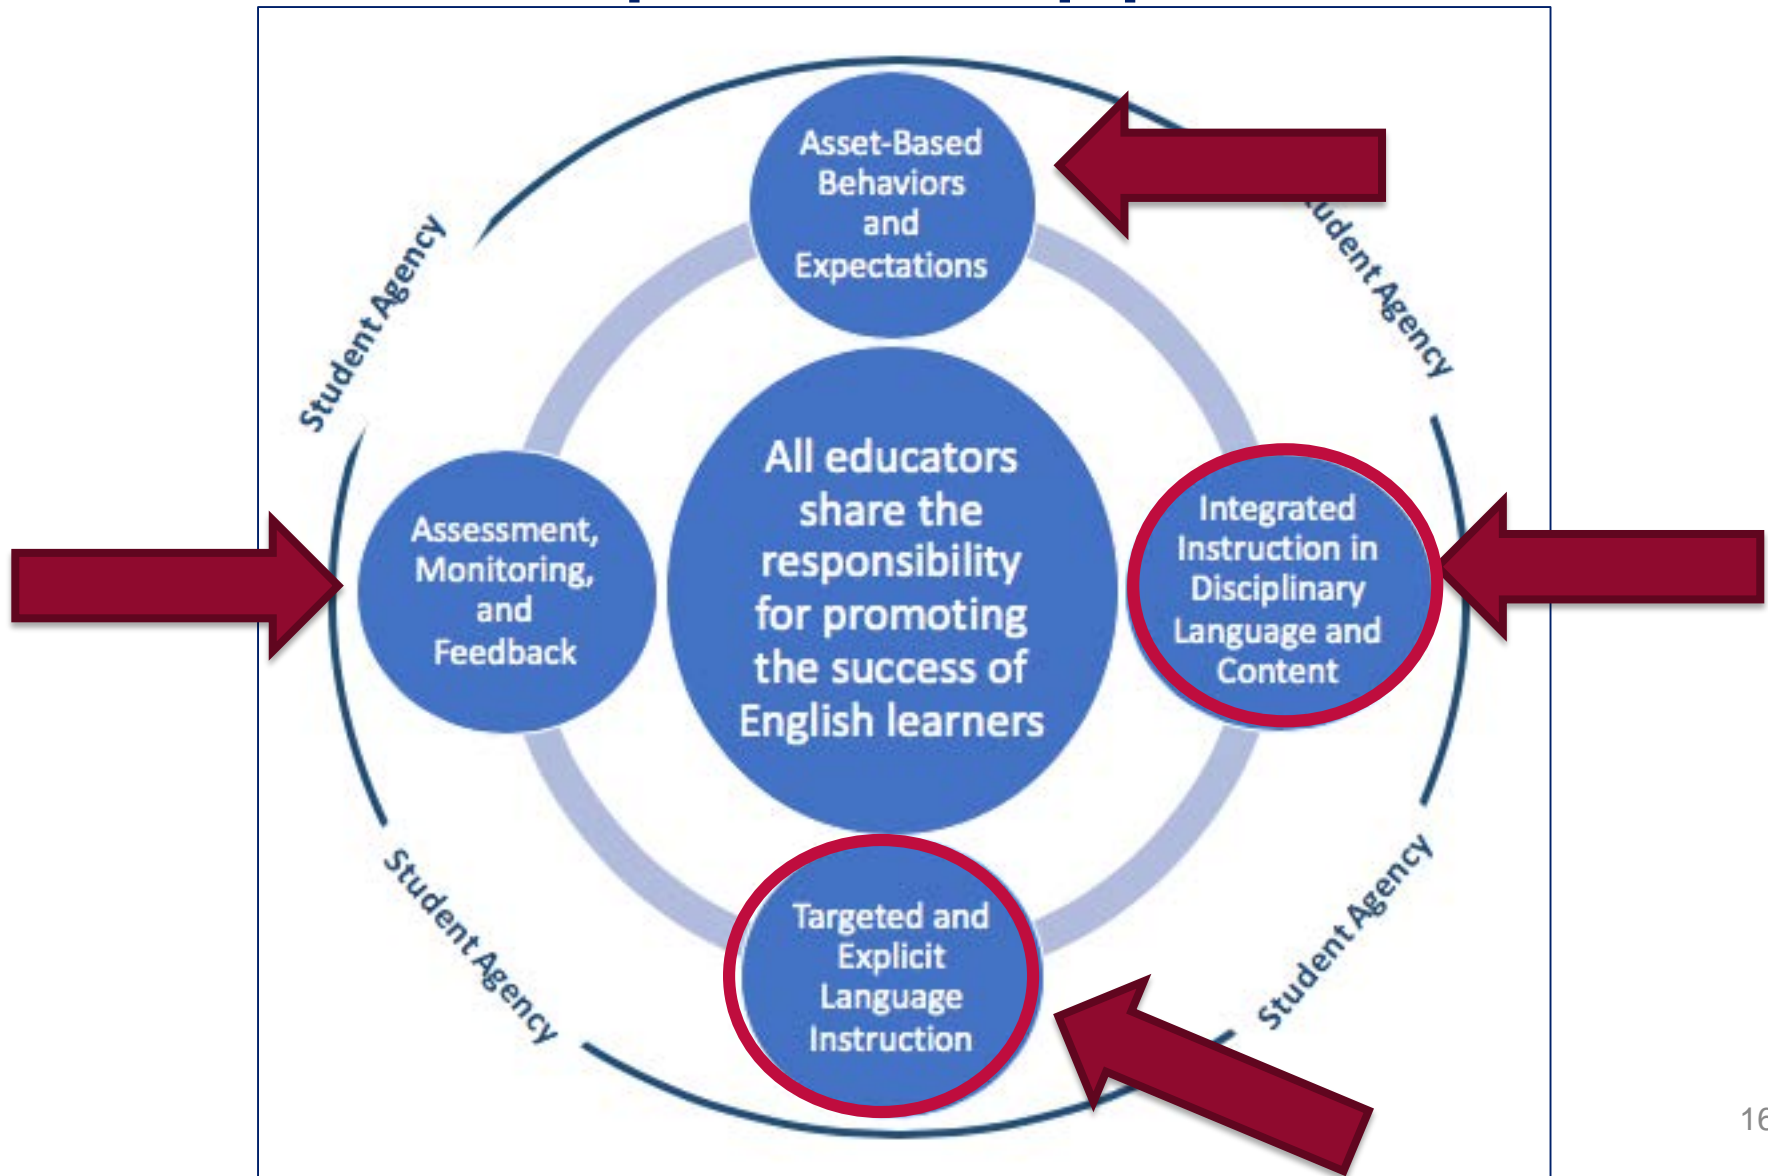 Asset-Based
Behaviors
and
Expectations
Student Agency
Student Agency
All educators
share the
responsibility
for promoting
the success of
English learners
Assessment,
Monitoring,
and
Feedback
Integrated
Instruction in
Disciplinary
Language and
Content
Targeted and
Explicit
Language
Instruction
Student Agency
Student Agency
16